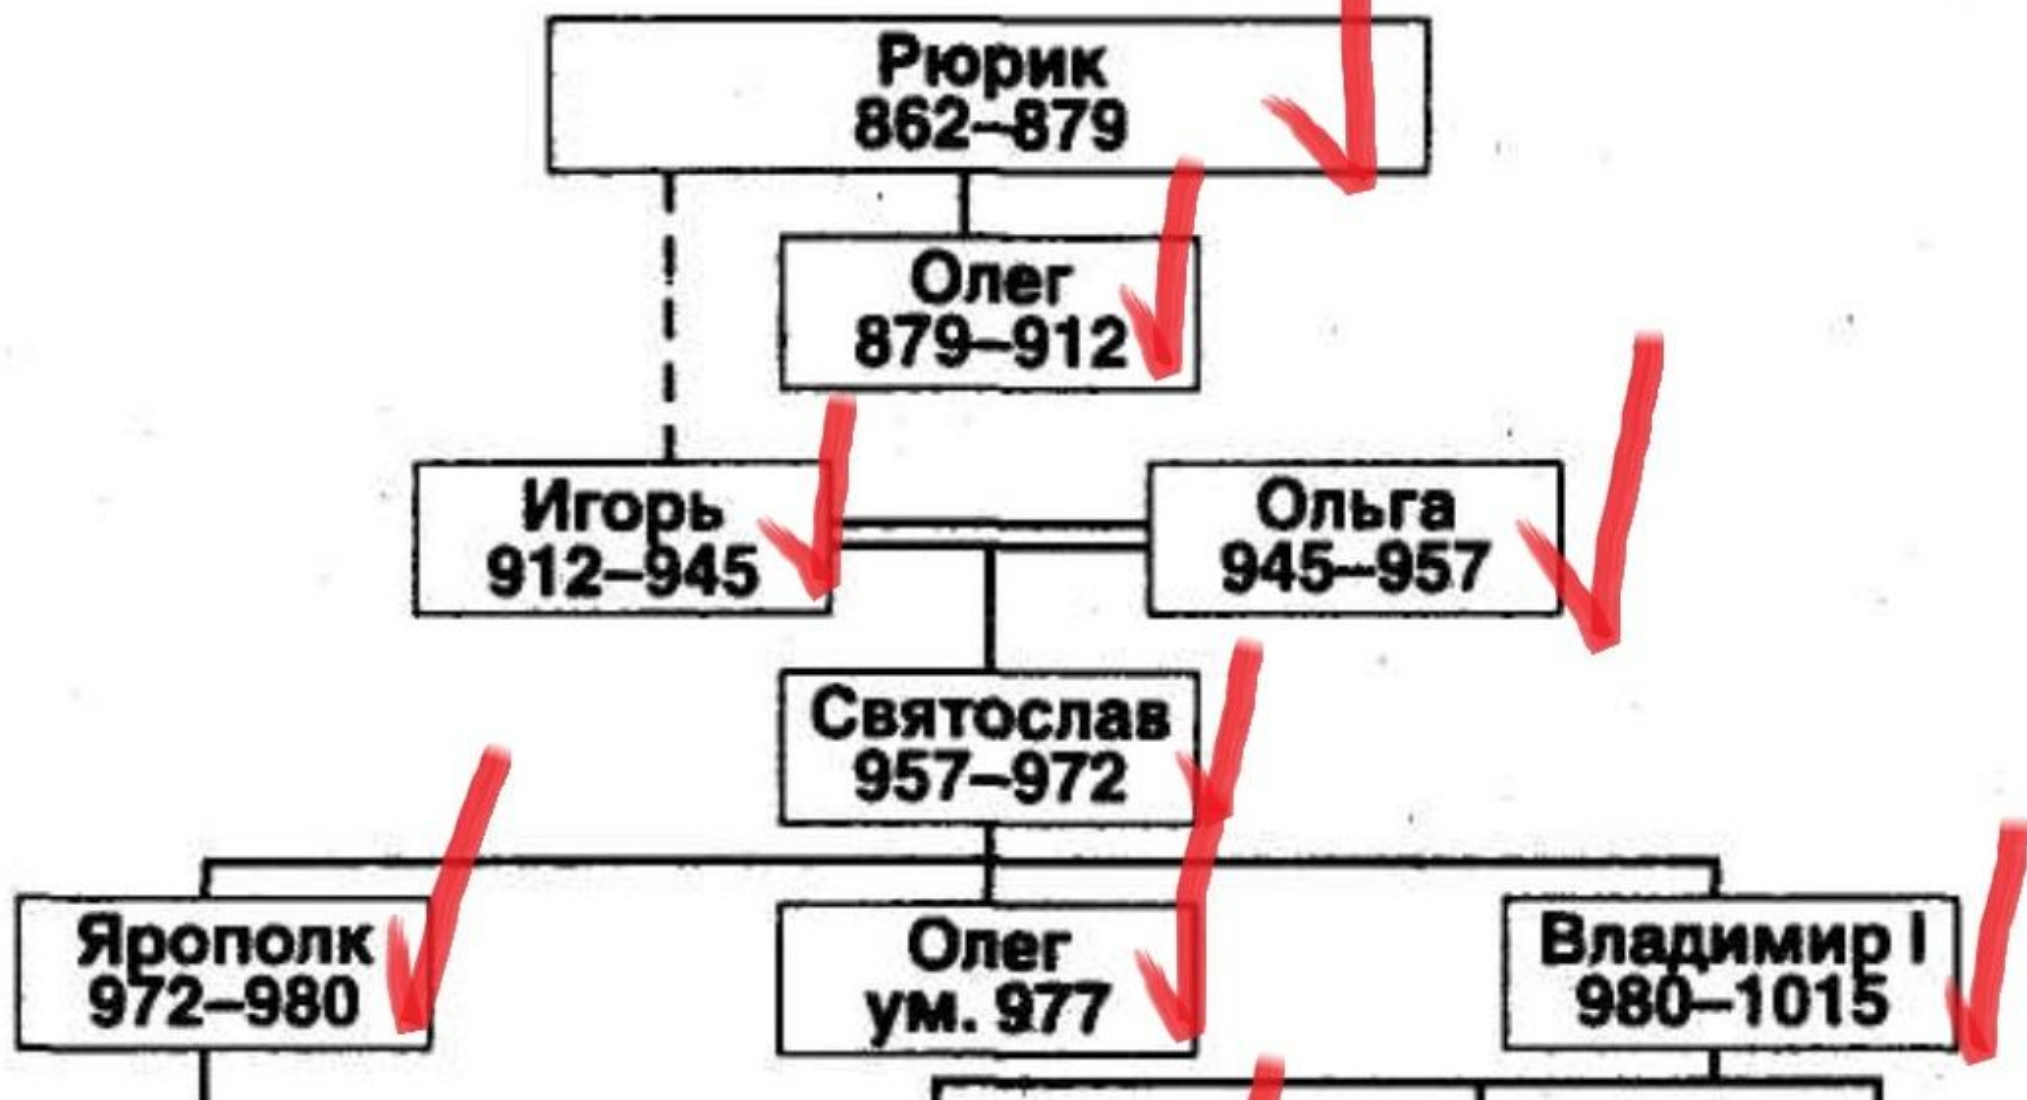 Рюрик
862–879
Олег
879–912
Игорь
912–945
Ольга
945–957
Святослав
957–972
Ярополк
972–980
Олег
ум. 977
Владимир I
980–1015